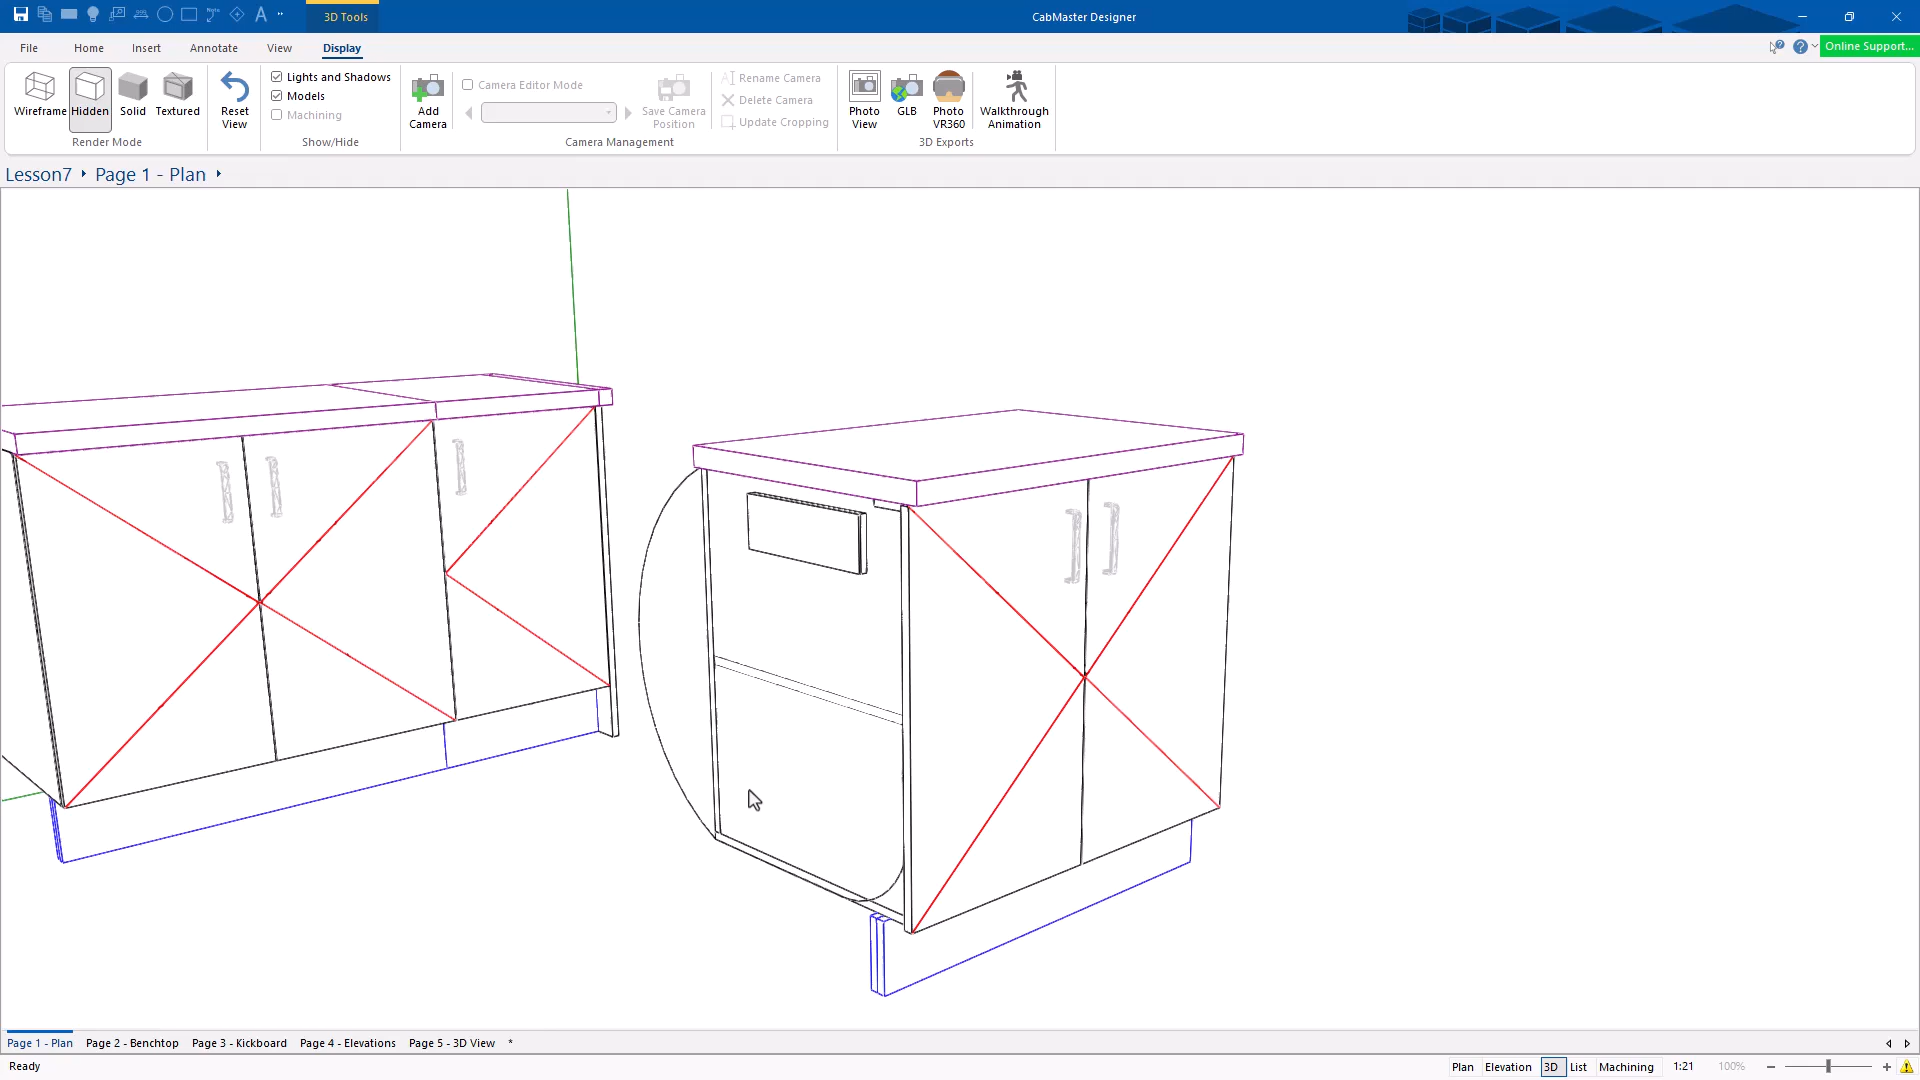 3D Tools
CabMaster Designer
File
Home
Insert
Annotate
View
Display
Online Support...
Wireframe
Hidden
Solid
Textured
Render Mode
Reset
View
Lights and Shadows
Models
Machining
Show/Hide
Add
Camera
Camera Editor Mode
Save Camera
Position
Rename Camera
Delete Camera
Update Cropping
Camera Management
Photo
View
GLB
Photo
VR360
3D Exports
Walkthrough
Animation
Lesson7
Page 1 - Plan
Page 1 - Plan
Page 2 - Benchtop
Page 3 - Kickboard
Page 4 - Elevations
Page 5 - 3D View
*
Ready
Plan
Elevation
3D
List
Machining
1:21
100%